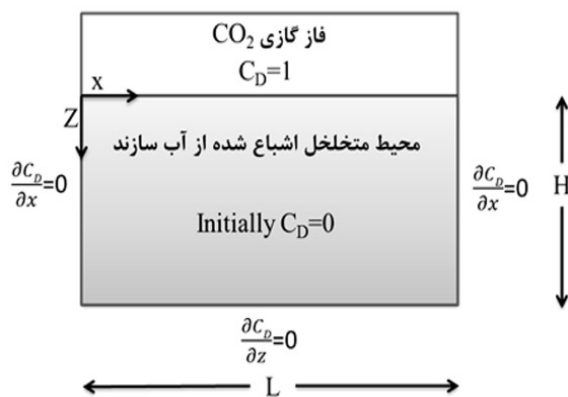 فاز گازی CO₂
C_D=1
x
Z
محیط متخلخل اشباع شده از آب سازند
∂C_D/∂x=0
∂C_D/∂x=0
H
Initially C_D=0
∂C_D/∂z=0
L